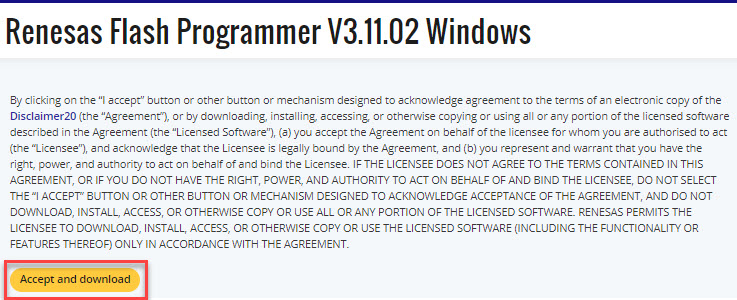 Renesas Flash Programmer V3.11.02 Windows
By clicking on the “I accept” button or other button or mechanism designed to acknowledge agreement to the terms of an electronic copy of the
Disclaimer20 (the “Agreement”), or by downloading, installing, accessing, or otherwise copying or using all or any portion of the licensed software
described in the Agreement (the “Licensed Software”), (a) you accept the Agreement on behalf of the licensee for whom you are authorised to act
(the “Licensee”), and acknowledge that the Licensee is legally bound by the Agreement, and (b) you represent and warrant that you have the
right, power, and authority to act on behalf of and bind the Licensee. IF THE LICENSEE DOES NOT AGREE TO THE TERMS CONTAINED IN THIS
AGREEMENT, OR IF YOU DO NOT HAVE THE RIGHT, POWER, AND AUTHORITY TO ACT ON BEHALF OF AND BIND THE LICENSEE, DO NOT SELECT
THE “I ACCEPT” BUTTON OR OTHER BUTTON OR MECHANISM DESIGNED TO ACKNOWLEDGE ACCEPTANCE OF THE AGREEMENT, AND DO NOT
DOWNLOAD, INSTALL, ACCESS, OR OTHERWISE COPY OR USE ALL OR ANY PORTION OF THE LICENSED SOFTWARE. RENESAS PERMITS THE
LICENSEE TO DOWNLOAD, INSTALL, ACCESS, OR OTHERWISE COPY OR USE THE LICENSED SOFTWARE (INCLUDING THE FUNCTIONALITY OR
FEATURES THEREOF) ONLY IN ACCORDANCE WITH THE AGREEMENT.
Accept and download